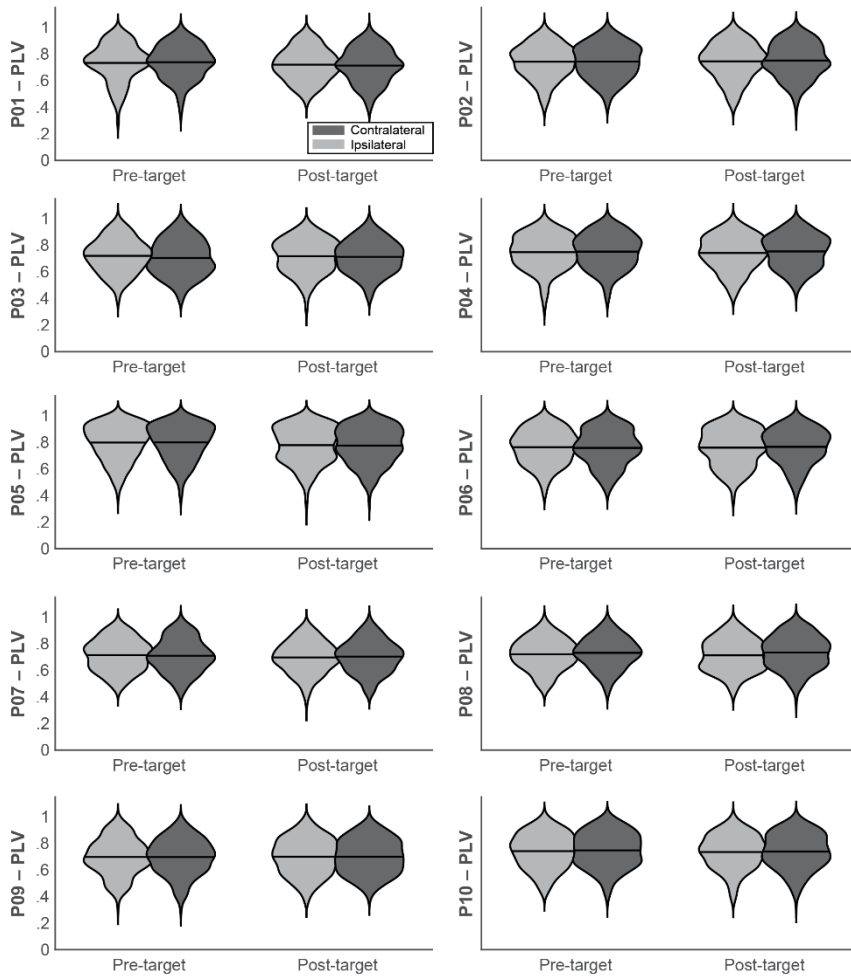 P01 – PLV
1
.8
.6
.4
.2
0
Pre-target
Post-target
Contralateral
Ipsilateral
P02 – PLV
Pre-target
Post-target
P03 – PLV
1
.8
.6
.4
.2
0
Pre-target
Post-target
P04 – PLV
Pre-target
Post-target
P05 – PLV
1
.8
.6
.4
.2
0
Pre-target
Post-target
P06 – PLV
Pre-target
Post-target
P07 – PLV
1
.8
.6
.4
.2
0
Pre-target
Post-target
P08 – PLV
Pre-target
Post-target
P09 – PLV
1
.8
.6
.4
.2
0
Pre-target
Post-target
P10 – PLV
Pre-target
Post-target